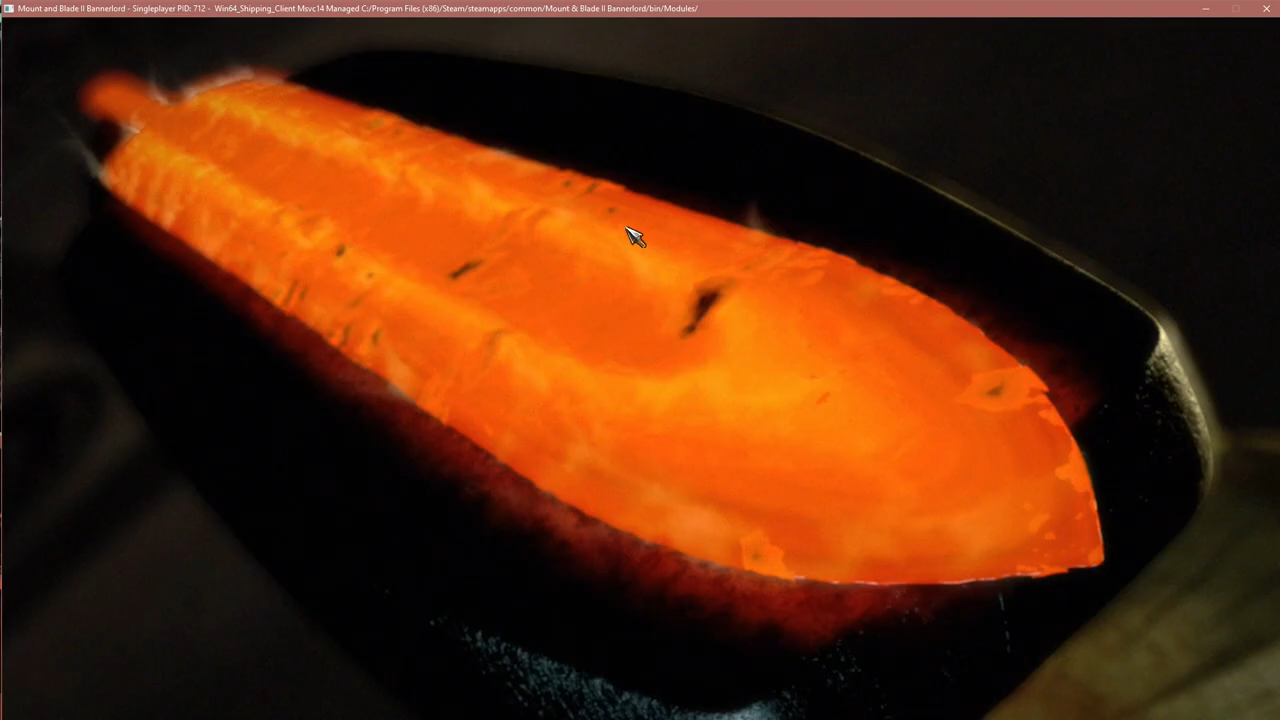 Mount and Blade II Bannerlord - Singleplayer PID: 712 - Win64_Shipping_Client Msvc14 Managed C:/Program Files (x86)/Steam/steamapps/common/Mount & Blade II Bannerlord/bin/Modules/